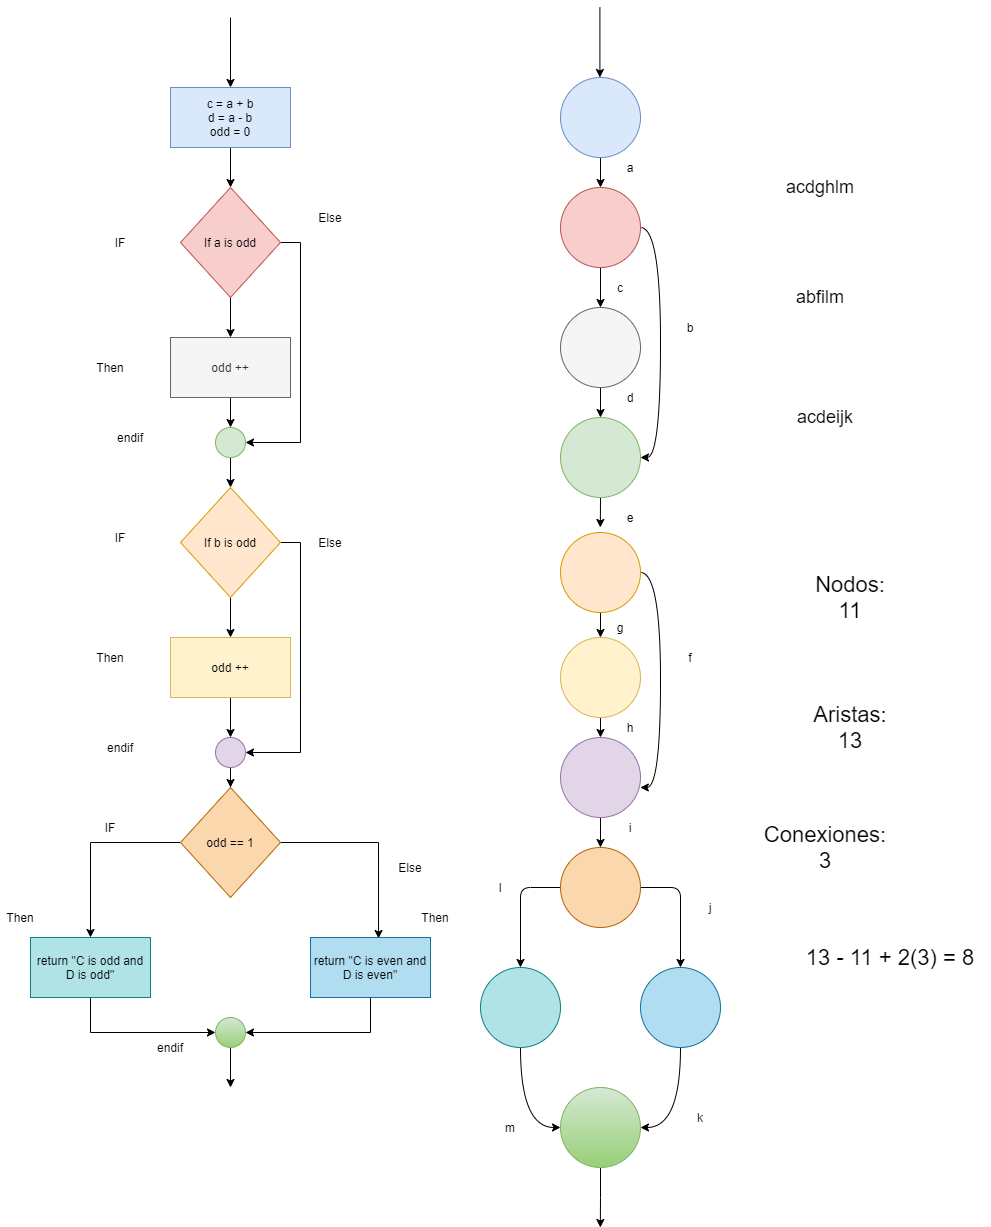 c = a + b
d = a - b
odd = 0
IF
If a is odd
Else
Then
odd ++
endif
IF
If b is odd
Else
Then
odd ++
endif
IF
odd == 1
Else
Then
Then
return "C is odd and
D is odd"
return "C is even and
D is even"
endif
a
c
b
d
e
g
f
h
i
l
j
m
k
acdghlm
abfilm
acdeijk
Nodos:
11
Aristas:
13
Conexiones:
3
13 - 11 + 2(3) = 8